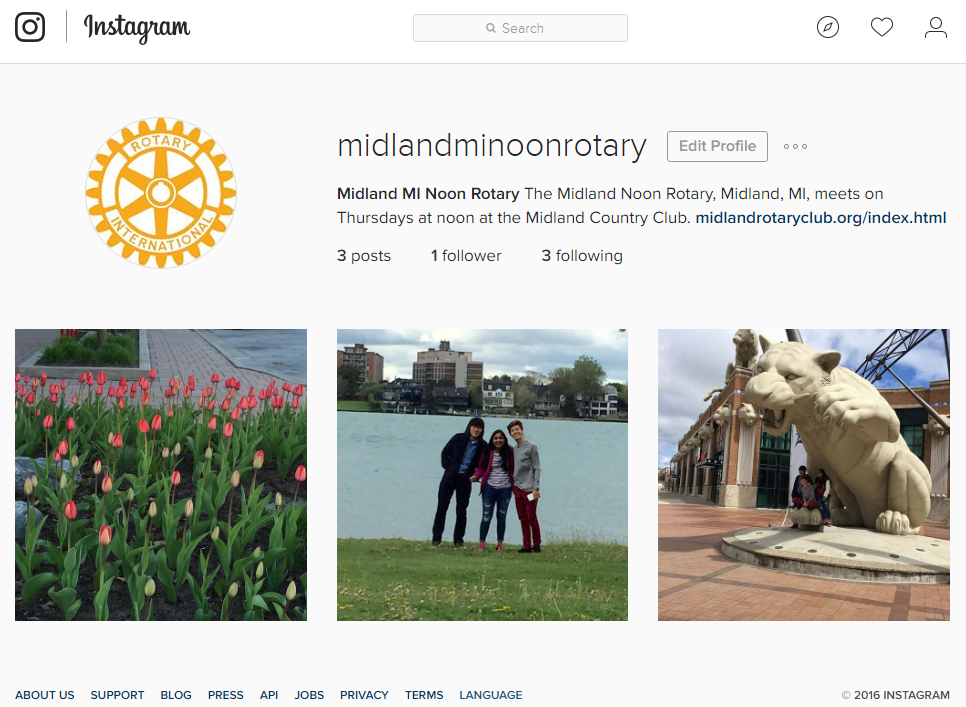 Instagram
Search
ROTARY
INTERNATIONAL
midlandminoonrotary
Edit Profile
Midland MI Noon Rotary The Midland Noon Rotary, Midland, MI, meets on
Thursdays at noon at the Midland Country Club. midlandrotaryclub.org/index.html
3 posts 1 follower 3 following
ABOUT US SUPPORT BLOG PRESS API JOBS PRIVACY TERMS LANGUAGE
© 2016 INSTAGRAM